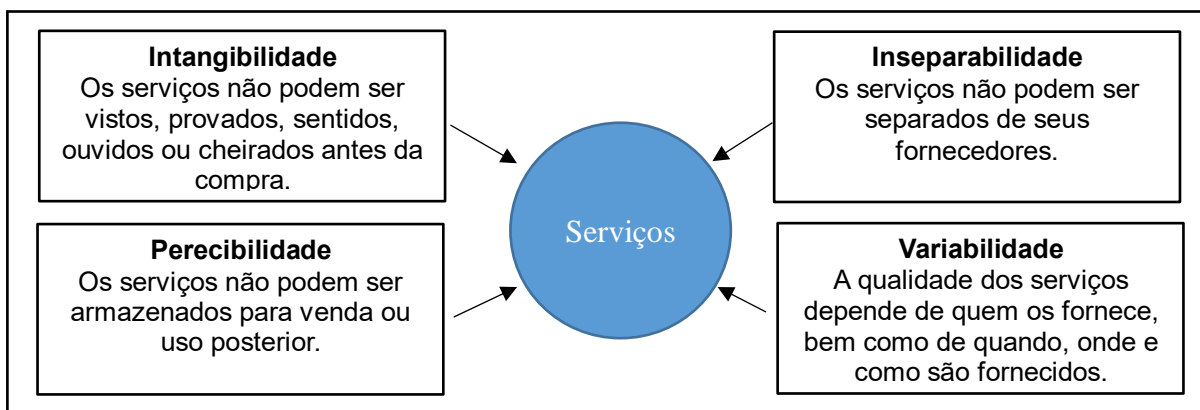 Intangibilidade
Os serviços não podem ser
vistos, provados, sentidos,
ouvidos ou cheirados antes da
compra.
Inseparabilidade
Os serviços não podem ser
separados de seus
fornecedores.
Serviços
Perecibilidade
Os serviços não podem ser
armazenados para venda ou
uso posterior.
Variabilidade
A qualidade dos serviços
depende de quem os fornece,
bem como de quando, onde e
como são fornecidos.